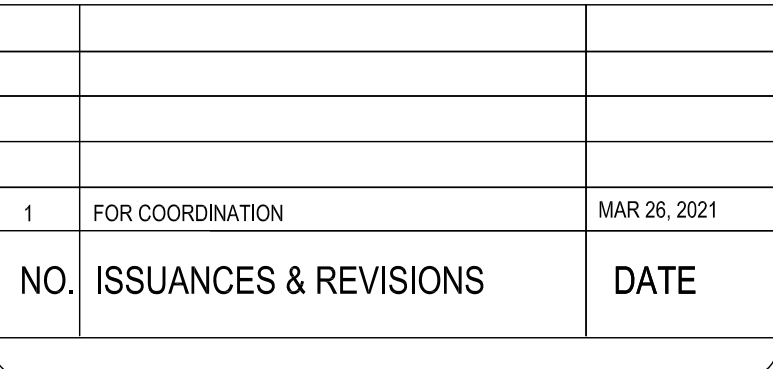 1 FOR COORDINATION MAR 26, 2021
NO. ISSUANCES & REVISIONS DATE